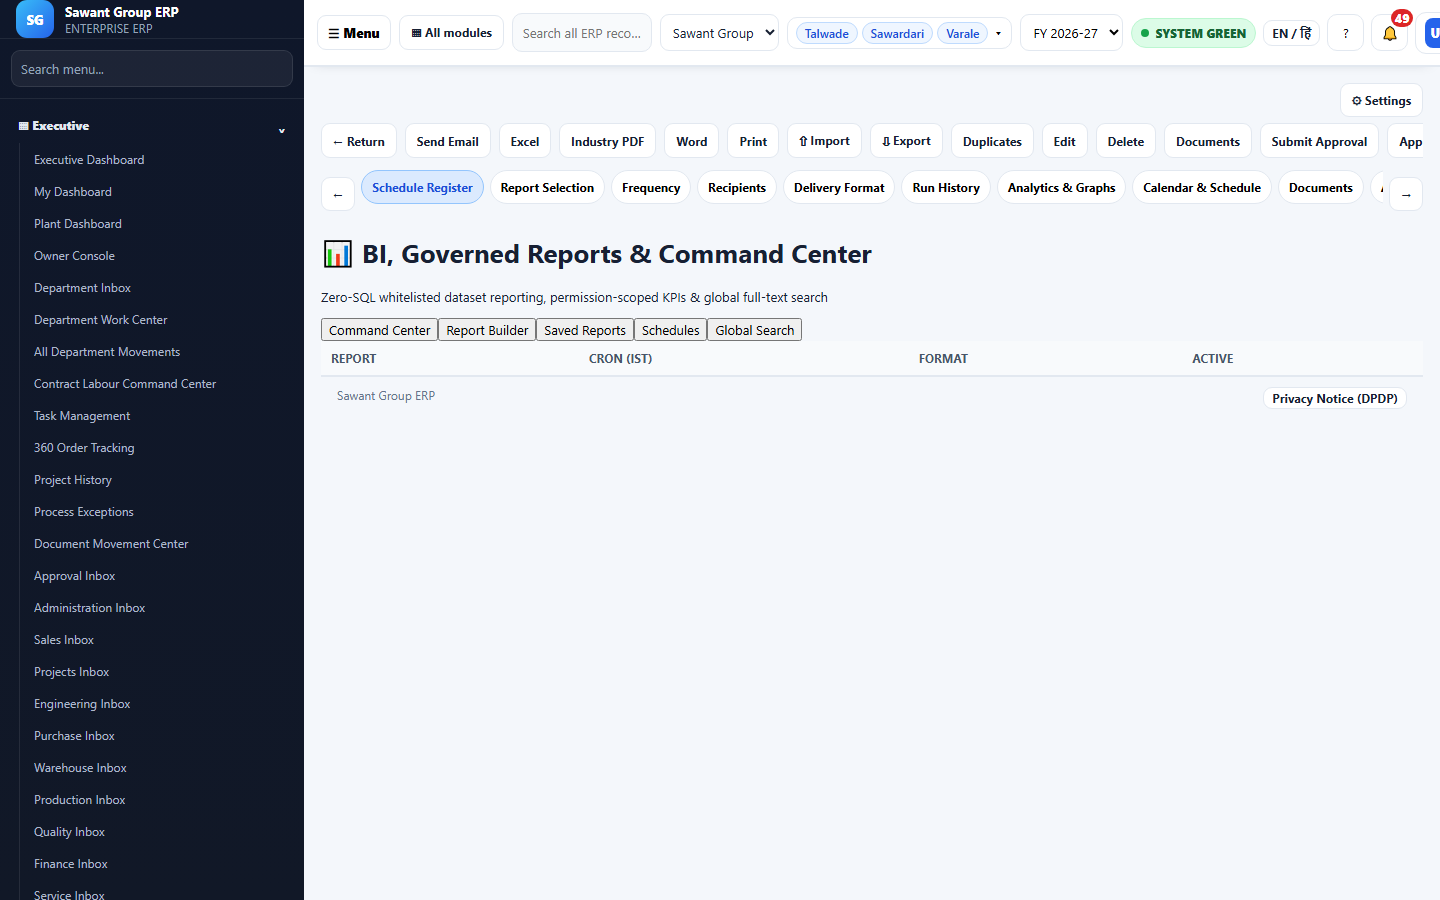 SG
Sawant Group ERP
ENTERPRISE ERP
☰ Menu
All modules
Search all ERP reco...
Sawant Group
Talwade Sawardari Varale
FY 2026-27
SYSTEM GREEN
EN / हिं
?
49
U
Search menu...
⚙ Settings
Executive
Executive Dashboard
My Dashboard
Plant Dashboard
Owner Console
Department Inbox
Department Work Center
All Department Movements
Contract Labour Command Center
Task Management
360 Order Tracking
Project History
Process Exceptions
Document Movement Center
Approval Inbox
Administration Inbox
Sales Inbox
Projects Inbox
Engineering Inbox
Purchase Inbox
Warehouse Inbox
Production Inbox
Quality Inbox
Finance Inbox
Service Inbox
← Return Send Email Excel Industry PDF Word Print ⇧ Import ⇩ Export Duplicates Edit Delete Documents Submit Approval App
← Schedule Register Report Selection Frequency Recipients Delivery Format Run History Analytics & Graphs Calendar & Schedule Documents →
BI, Governed Reports & Command Center
Zero-SQL whitelisted dataset reporting, permission-scoped KPIs & global full-text search
Command Center Report Builder Saved Reports Schedules Global Search
REPORT CRON (IST) FORMAT ACTIVE
Sawant Group ERP Privacy Notice (DPDP)